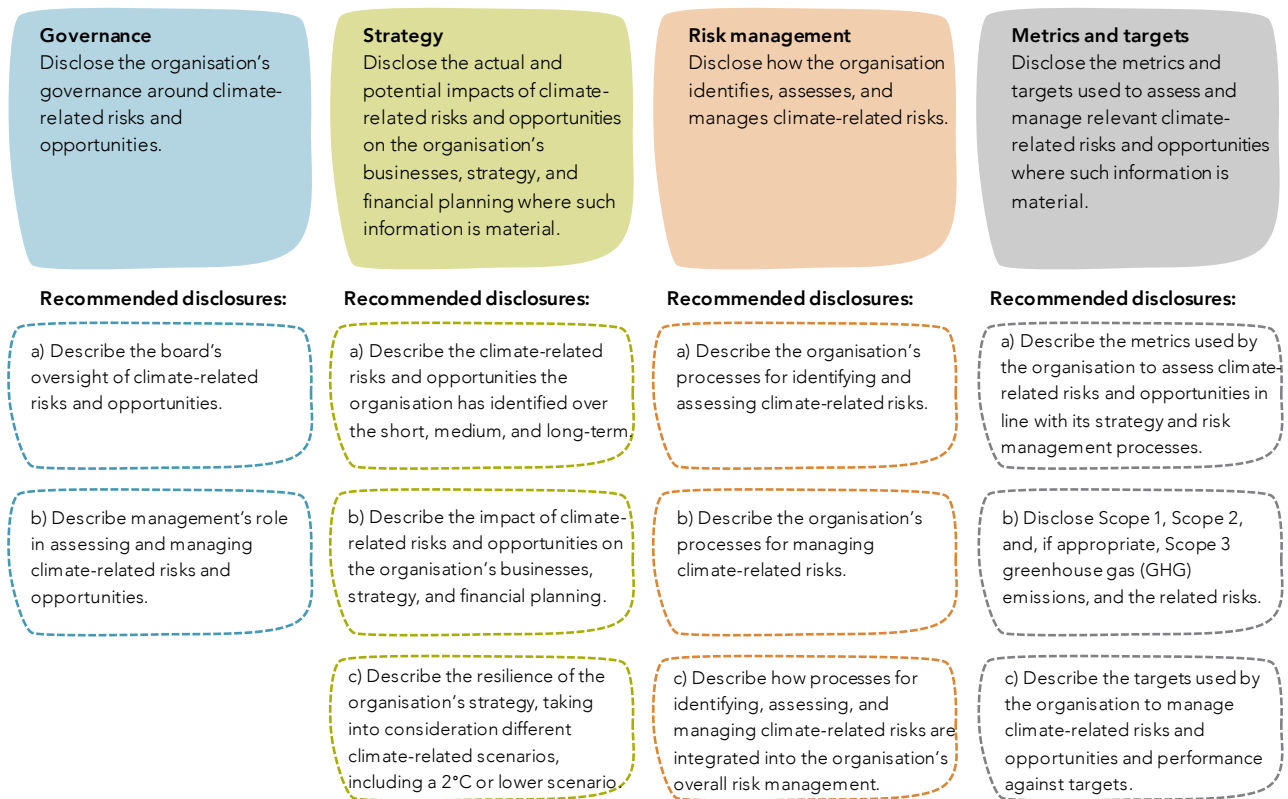 Governance
Disclose the organisation's
governance around climate-
related risks and
opportunities.
Strategy
Disclose the actual and
potential impacts of climate-
related risks and opportunities
on the organisation's
businesses, strategy, and
financial planning where such
information is material.
Risk management
Disclose how the organisation
identifies, assesses, and
manages climate-related risks.
Metrics and targets
Disclose the metrics and
targets used to assess and
manage relevant climate-
related risks and opportunities
where such information is
material.
Recommended disclosures:
a) Describe the board's
oversight of climate-related
risks and opportunities.
b) Describe management's role
in assessing and managing
climate-related risks and
opportunities.
Recommended disclosures:
a) Describe the climate-related
risks and opportunities the
organisation has identified over
the short, medium, and long-term.
b) Describe the impact of climate-
related risks and opportunities on
the organisation's businesses,
strategy, and financial planning.
c) Describe the resilience of the
organisation's strategy, taking
into consideration different
climate-related scenarios,
including a 2°C or lower scenario.
Recommended disclosures:
a) Describe the organisation's
processes for identifying and
assessing climate-related risks.
b) Describe the organisation's
processes for managing
climate-related risks.
c) Describe how processes for
identifying, assessing, and
managing climate-related risks are
integrated into the organisation's
overall risk management.
Recommended disclosures:
a) Describe the metrics used by
the organisation to assess climate-
related risks and opportunities in
line with its strategy and risk
management processes.
b) Disclose Scope 1, Scope 2,
and, if appropriate, Scope 3
greenhouse gas (GHG)
emissions, and the related risks.
c) Describe the targets used by
the organisation to manage
climate-related risks and
opportunities and performance
against targets.